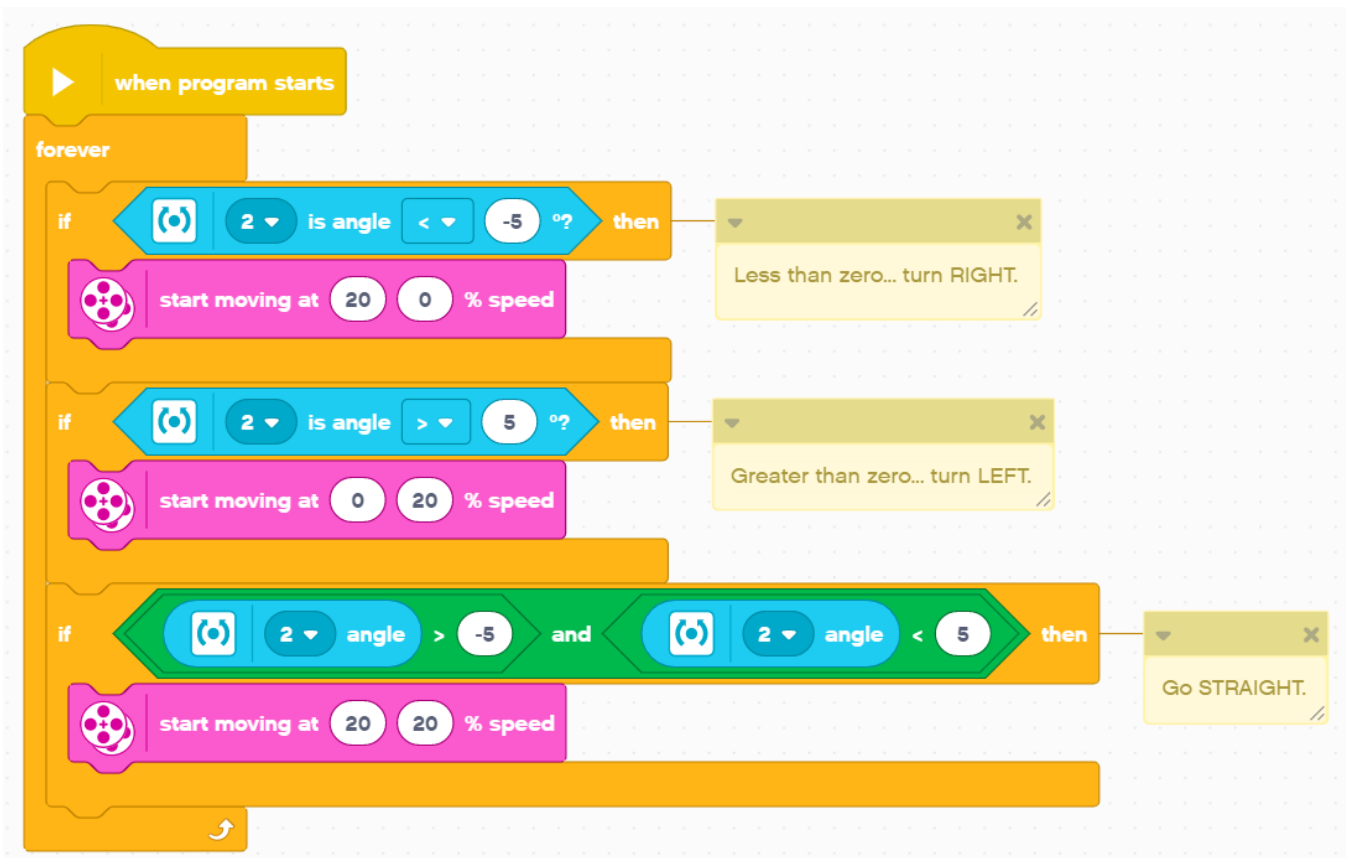 when program starts
forever
if 2 is angle < -5 °? then
Less than zero... turn RIGHT.
start moving at 20 0 % speed
if 2 is angle > 5 °? then
Greater than zero... turn LEFT.
start moving at 0 20 % speed
if 2 angle > -5 and 2 angle < 5 then
Go STRAIGHT.
start moving at 20 20 % speed